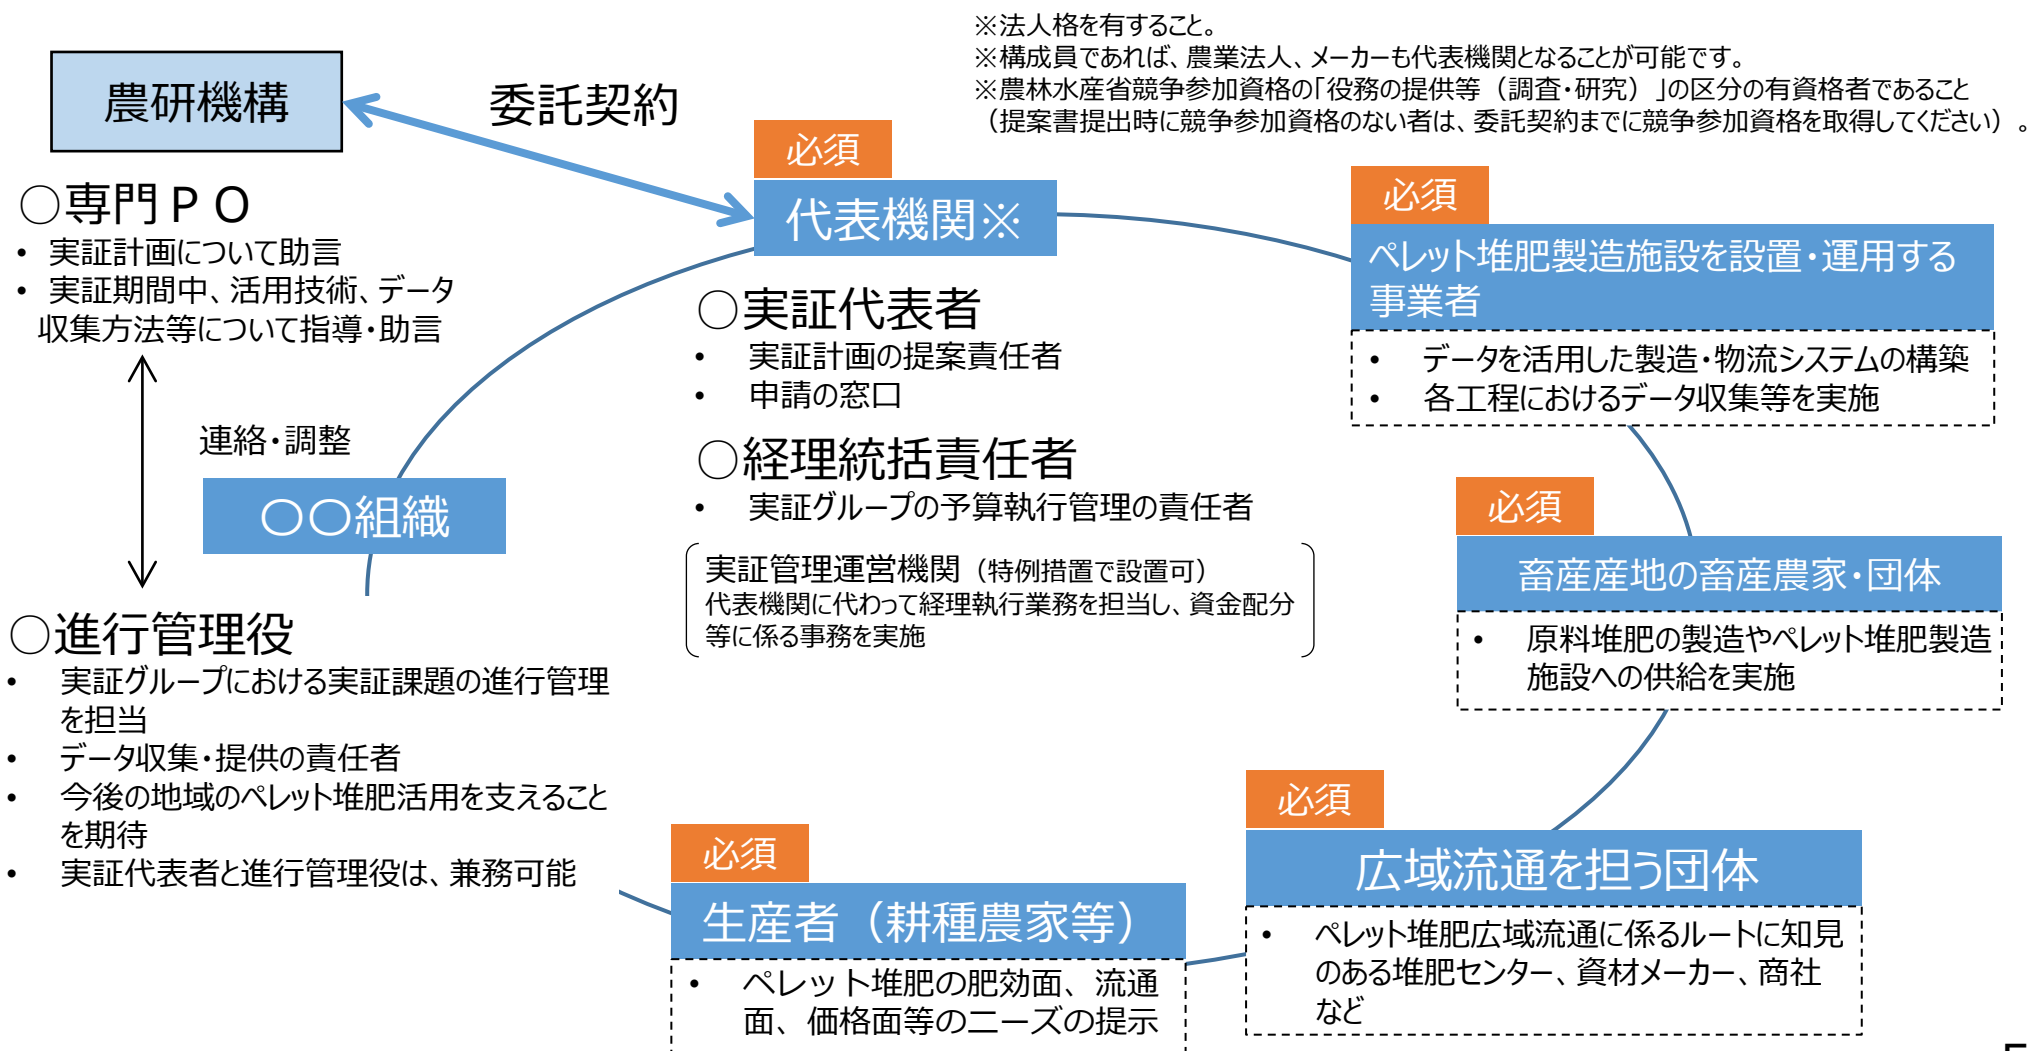 ※法人格を有すること。
※構成員であれば、農業法人、メーカーも代表機関となることが可能です。
※農林水産省競争参加資格の「役務の提供等（調査・研究）」の区分の有資格者であること
（提案書提出時に競争参加資格のない者は、委託契約までに競争参加資格を取得してください）。
農研機構
委託契約
○専門ＰＯ
• 実証計画について助言
• 実証期間中、活用技術、データ
収集方法等について指導・助言
連絡・調整
〇〇組織
○進行管理役
• 実証グループにおける実証課題の進行管理
を担当
• データ収集・提供の責任者
• 今後の地域のペレット堆肥活用を支えること
を期待
• 実証代表者と進行管理役は、兼務可能
必須
代表機関※
○実証代表者
• 実証計画の提案責任者
• 申請の窓口
○経理統括責任者
• 実証グループの予算執行管理の責任者
実証管理運営機関（特例措置で設置可）
代表機関に代わって経理執行業務を担当し、資金配分
等に係る事務を実施
必須
ペレット堆肥製造施設を設置・運用する
事業者
• データを活用した製造・物流システムの構築
• 各工程におけるデータ収集等を実施
必須
畜産産地の畜産農家・団体
• 原料堆肥の製造やペレット堆肥製造
施設への供給を実施
必須
広域流通を担う団体
• ペレット堆肥広域流通に係るルートに知見
のある堆肥センター、資材メーカー、商社
など
必須
生産者（耕種農家等）
• ペレット堆肥の肥効面、流通
面、価格面等のニーズの提示